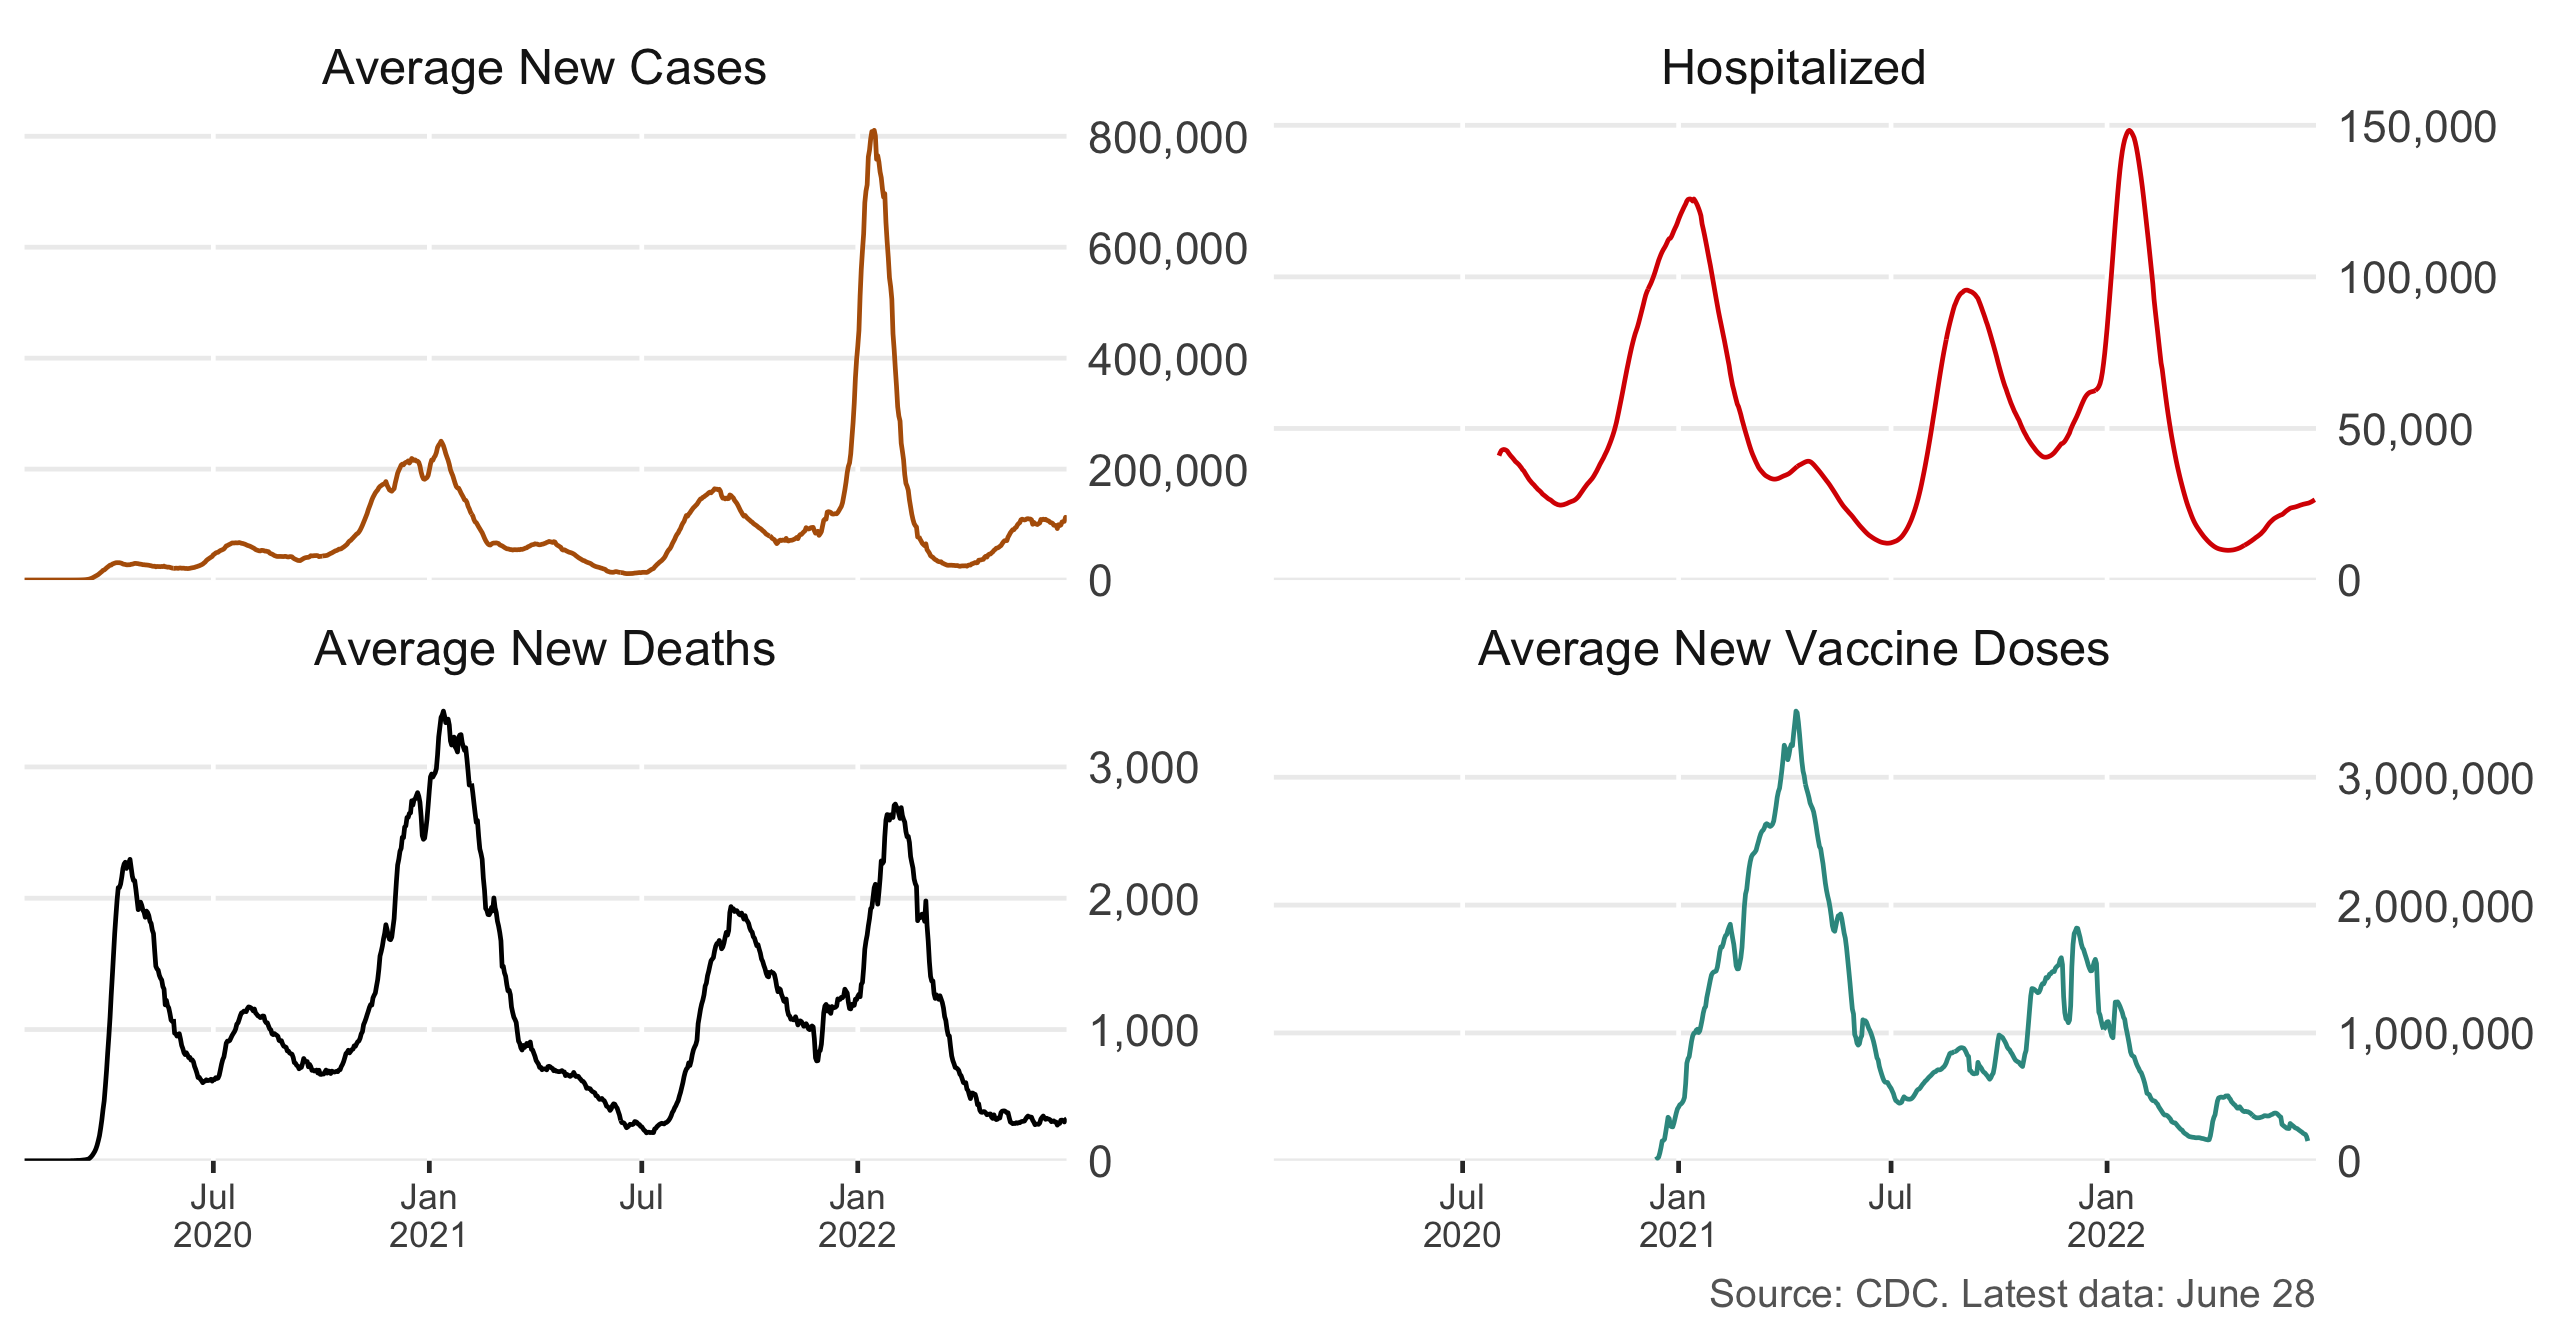 Average New Cases
800,000
600,000
400,000
200,000
0
Hospitalized
150,000
100,000
50,000
0
Average New Deaths
3,000
2,000
1,000
0
Jul
2020
Jan
2021
Jul
Jan
2022
Average New Vaccine Doses
3,000,000
2,000,000
1,000,000
0
Jul
2020
Jan
2021
Jul
Jan
2022
Source: CDC. Latest data: June 28